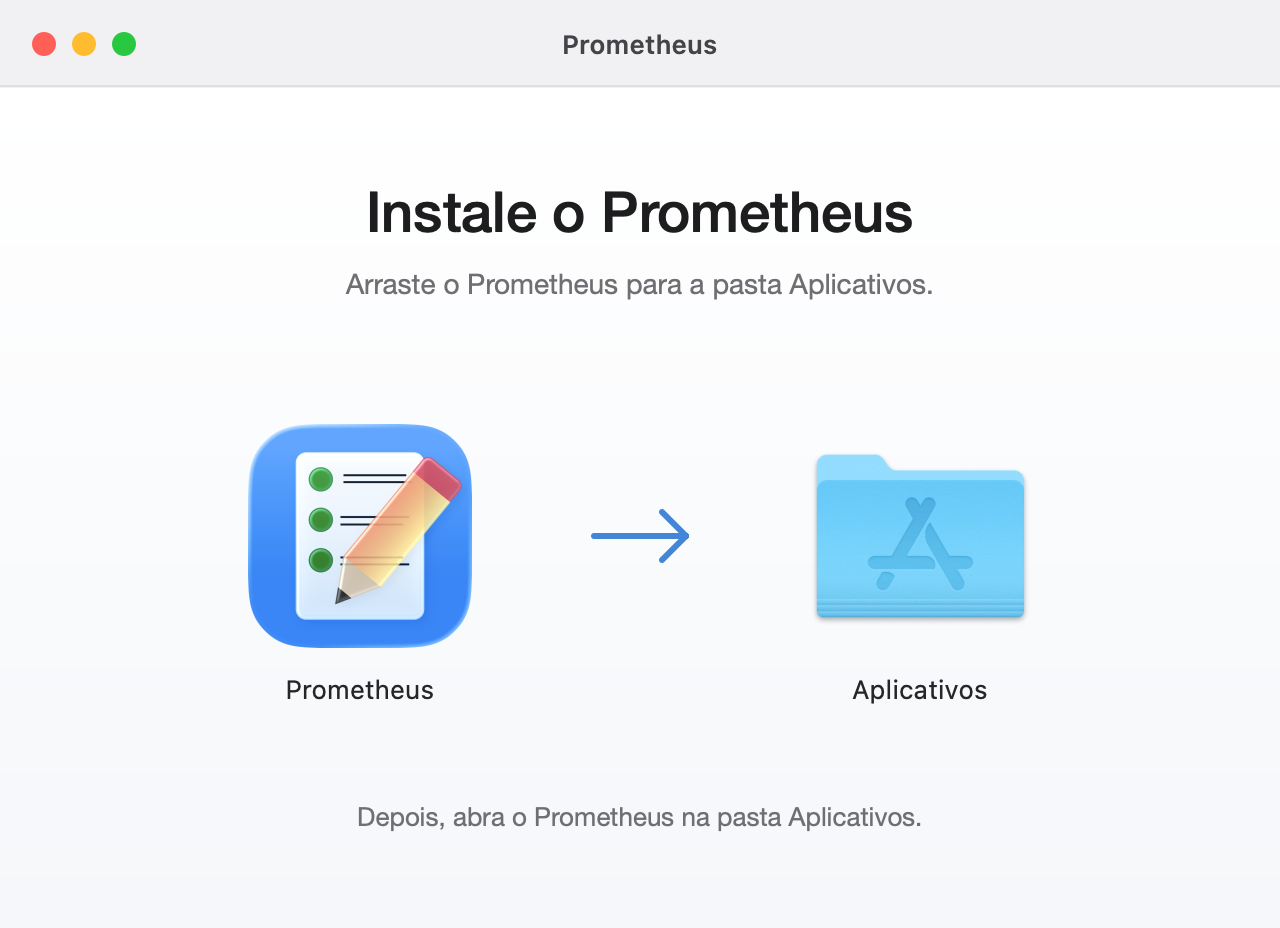 Prometheus
Instale o Prometheus
Arraste o Prometheus para a pasta Aplicativos.
Prometheus
Aplicativos
Depois, abra o Prometheus na pasta Aplicativos.